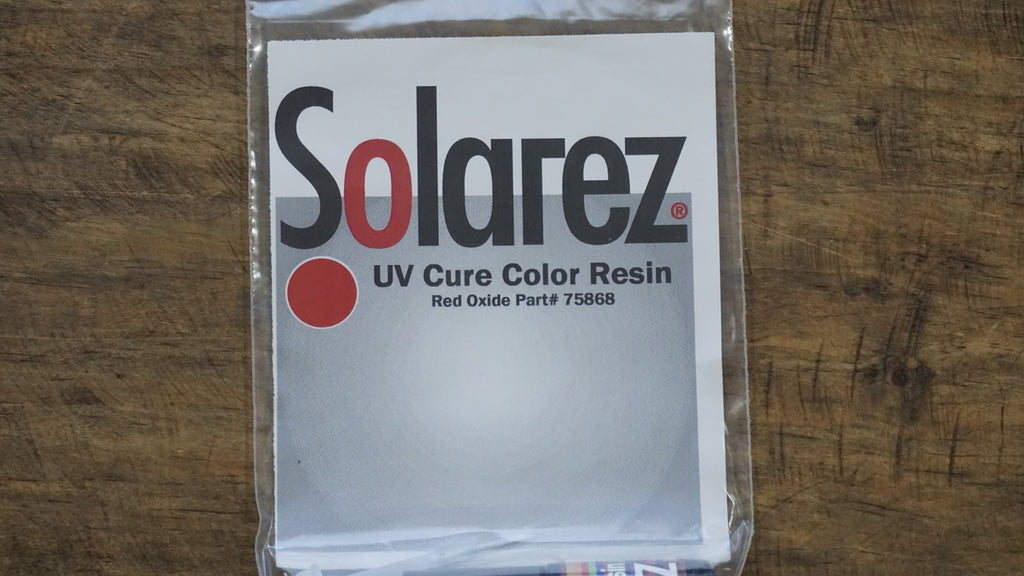 Solarez®
UV Cure Color Resin
Red Oxide Part# 75868